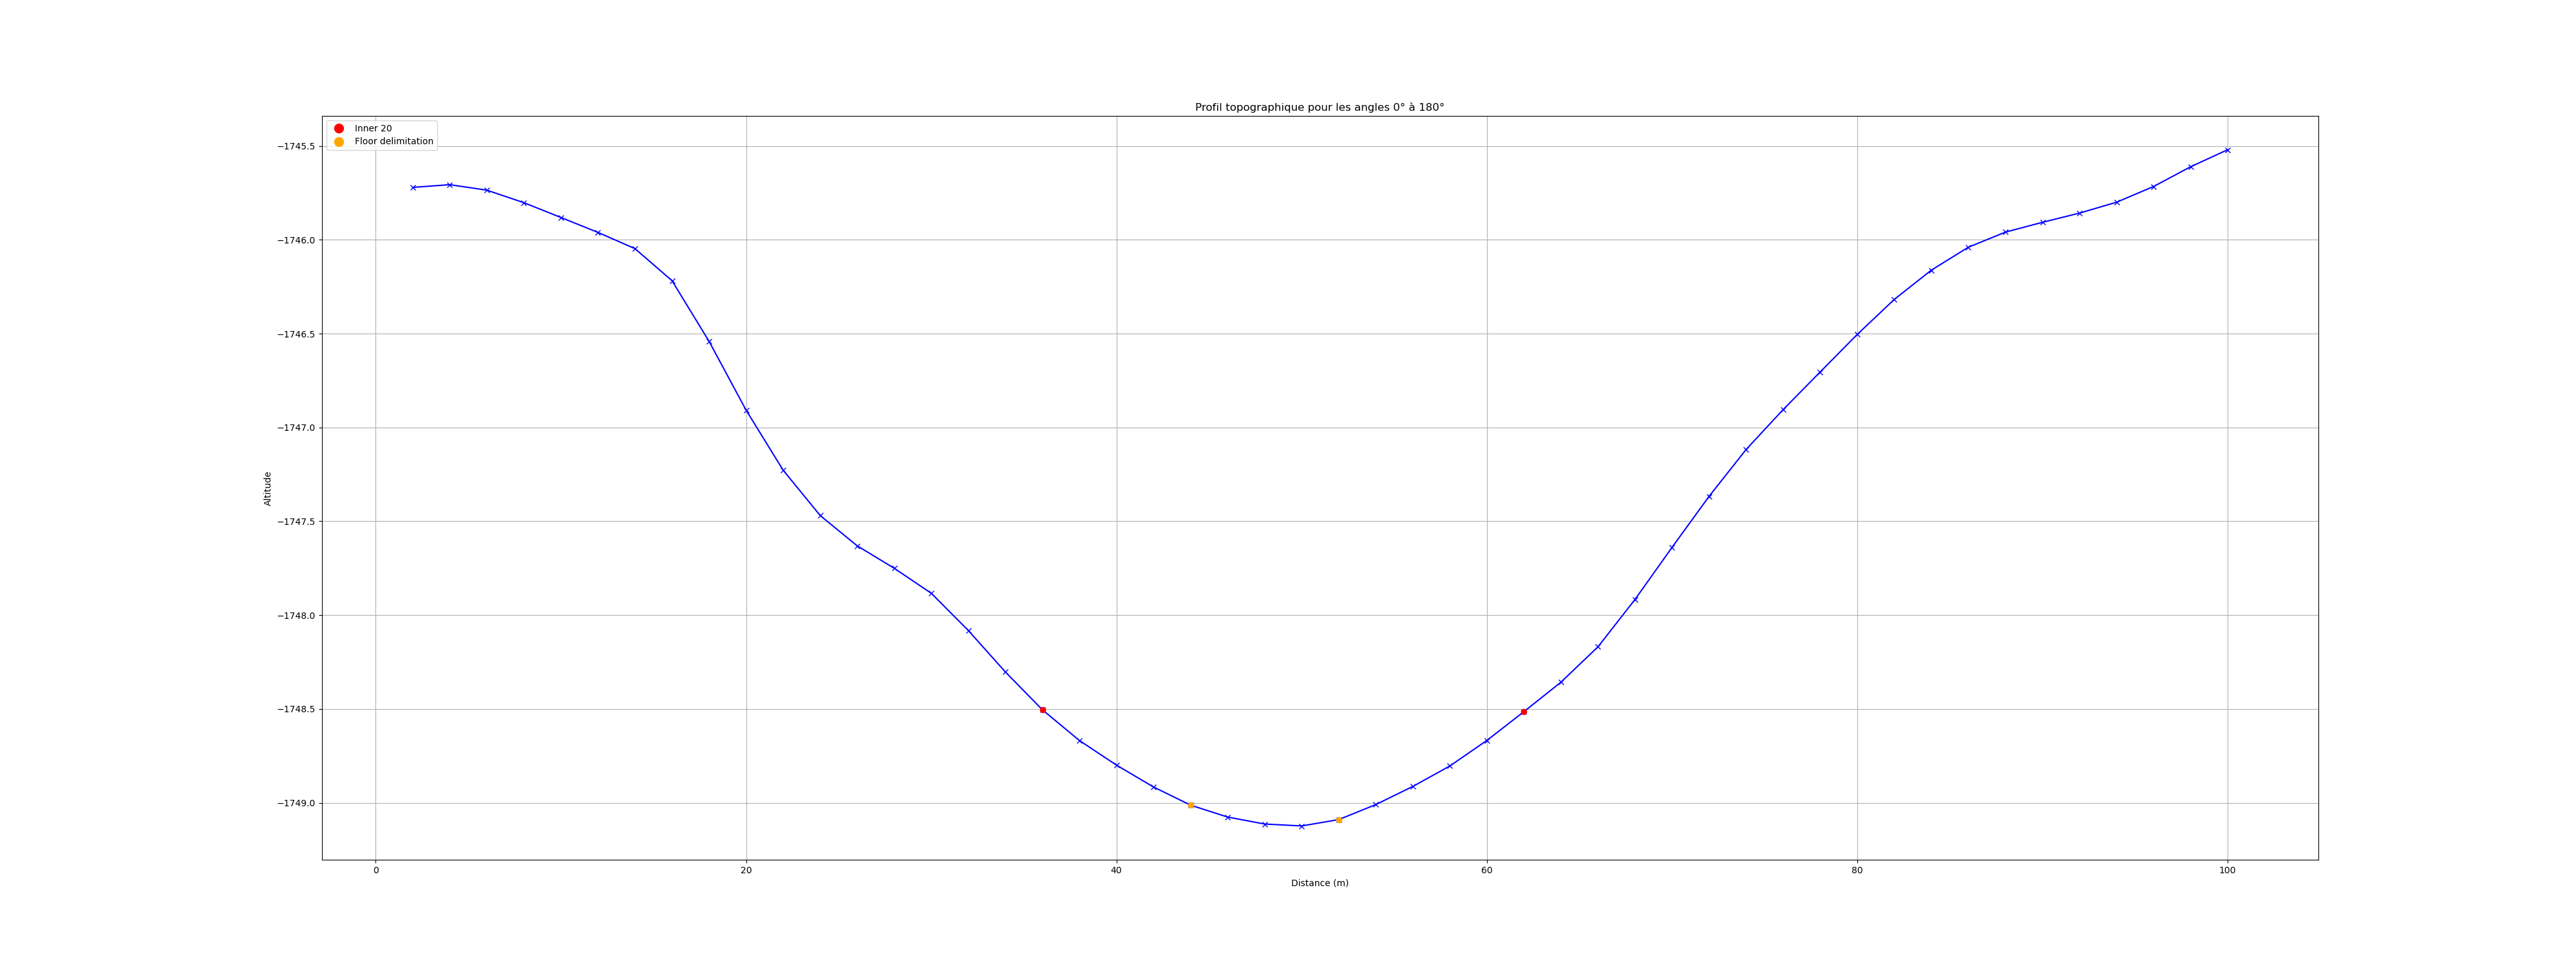 Profil topographique pour les angles 0° à 180°
Inner 20
Floor delimitation
−1745.5
−1746.0
−1746.5
−1747.0
−1747.5
−1748.0
−1748.5
−1749.0
Altitude
0 20 40 60 80 100
Distance (m)